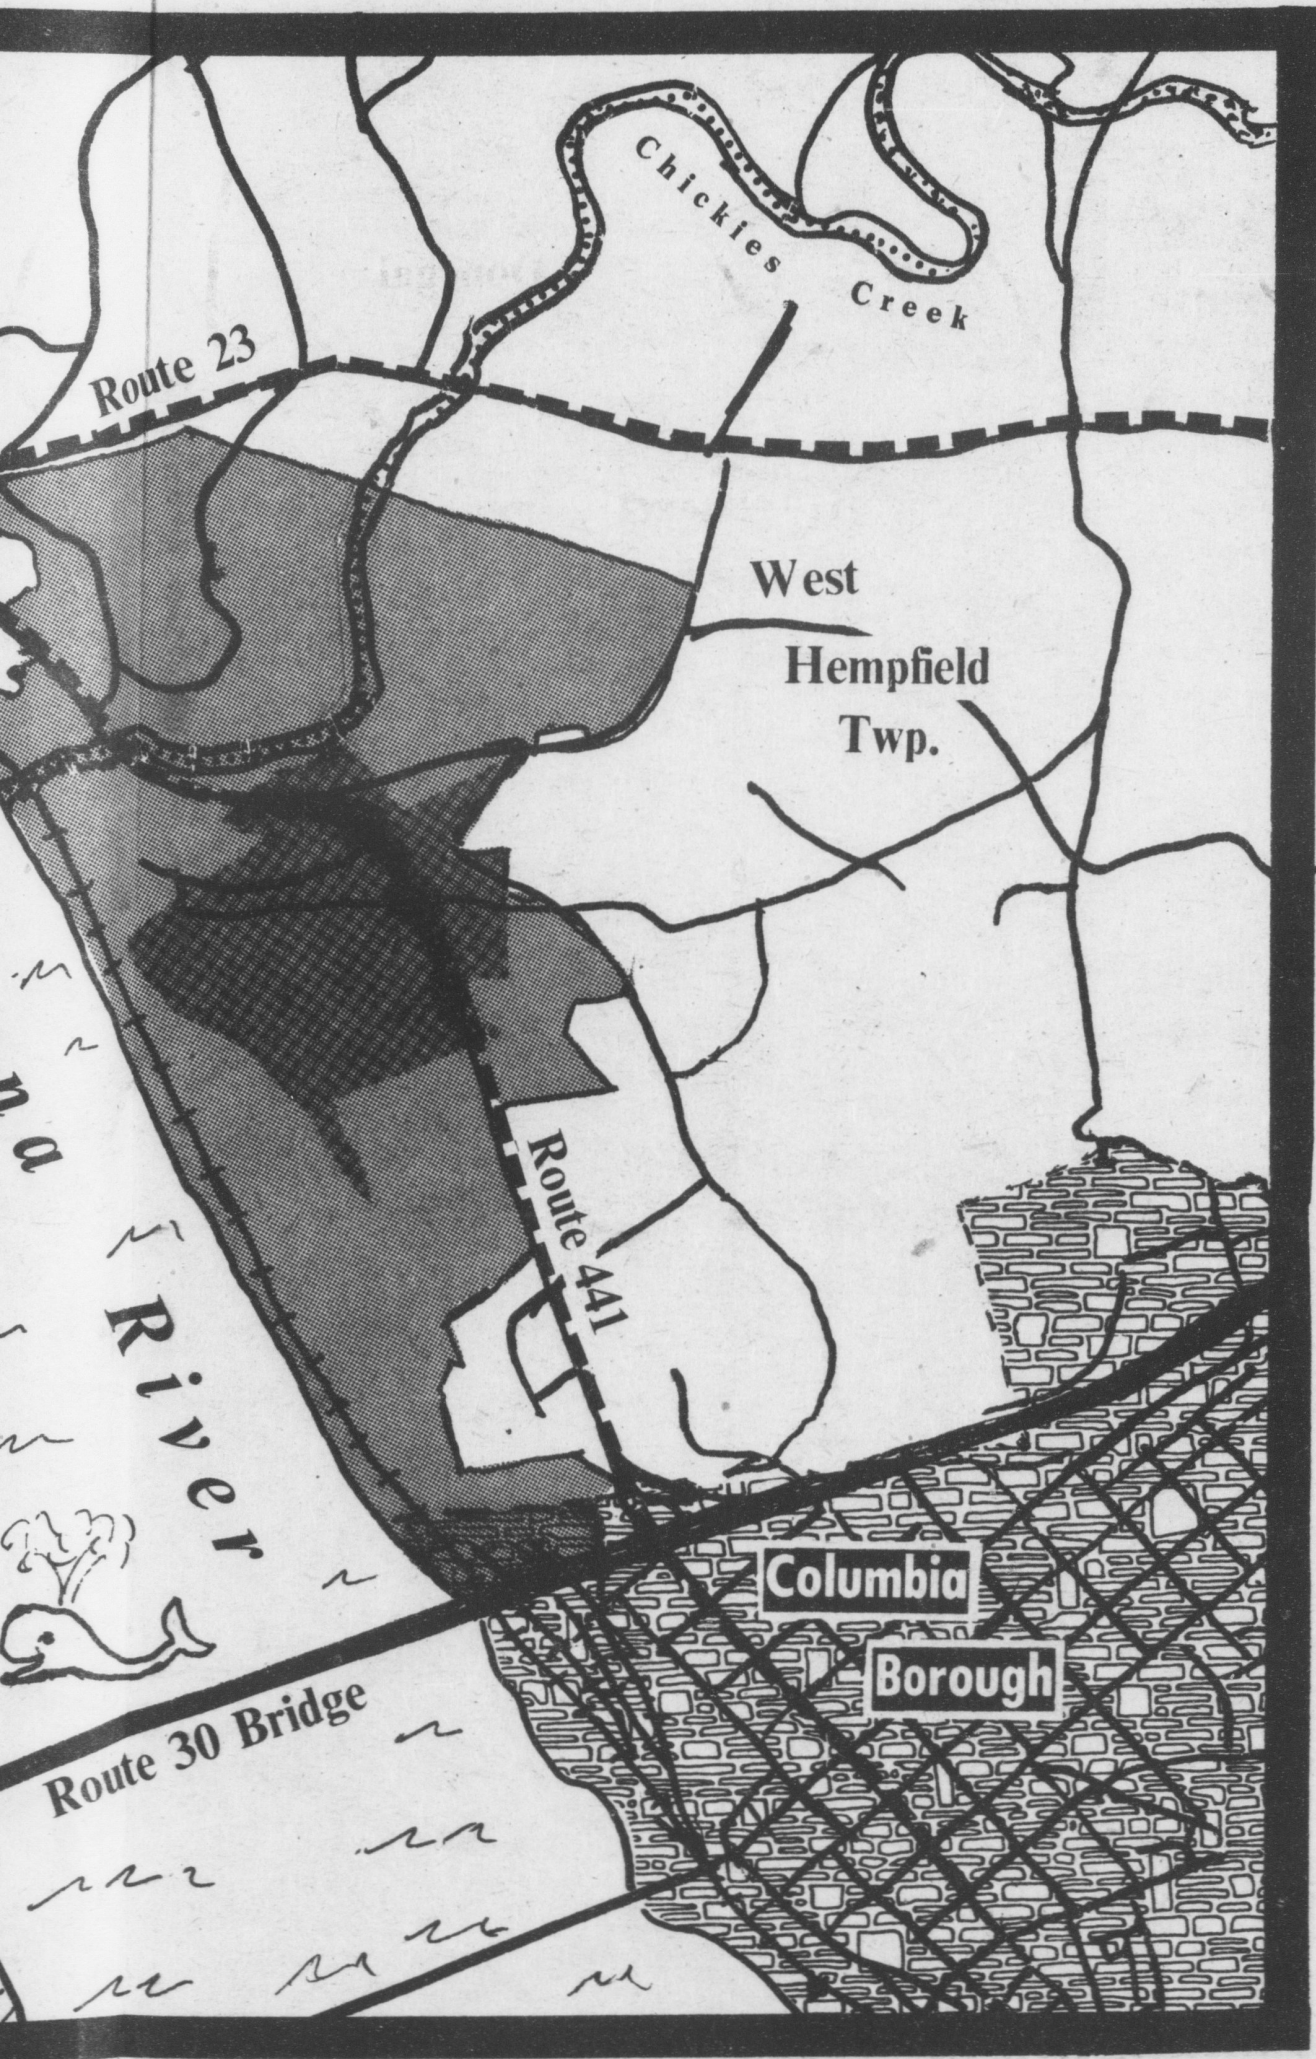 Chickies
Creek
Route 23
West
Hempfield
Twp.
na
River
Route 441
Columbia
Borough
Route 30 Bridge